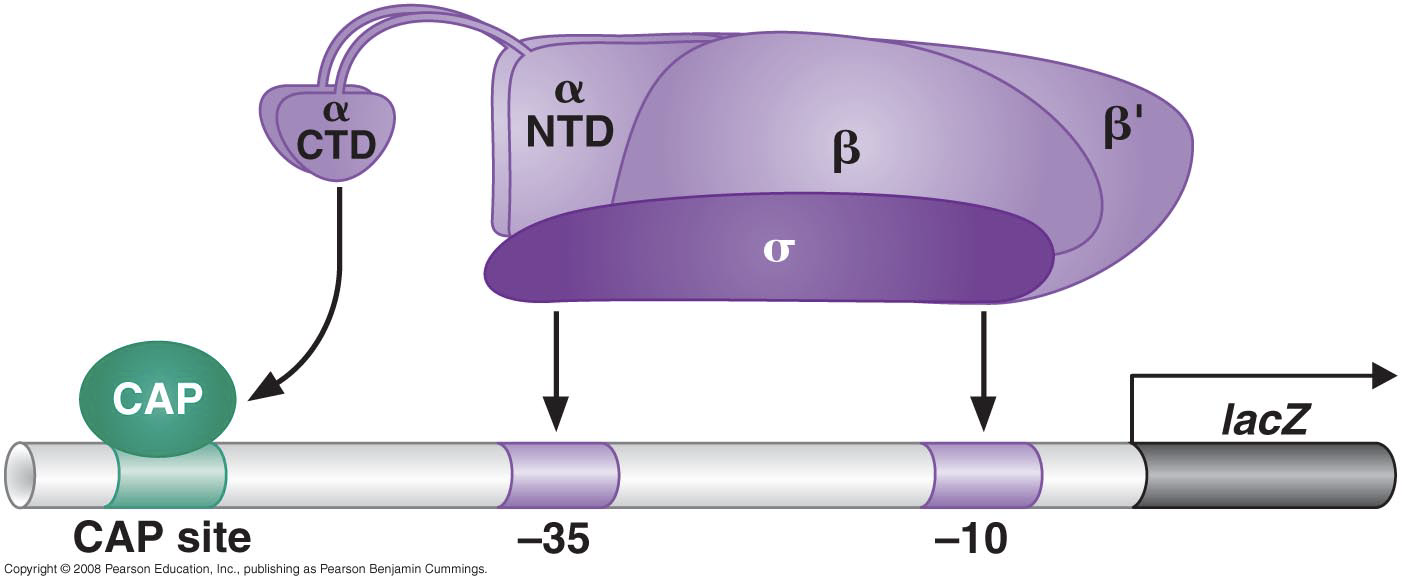 α
CTD
α
NTD
β
β'
σ
CAP
lacZ
CAP site
–35
–10
Copyright © 2008 Pearson Education, Inc., publishing as Pearson Benjamin Cummings.